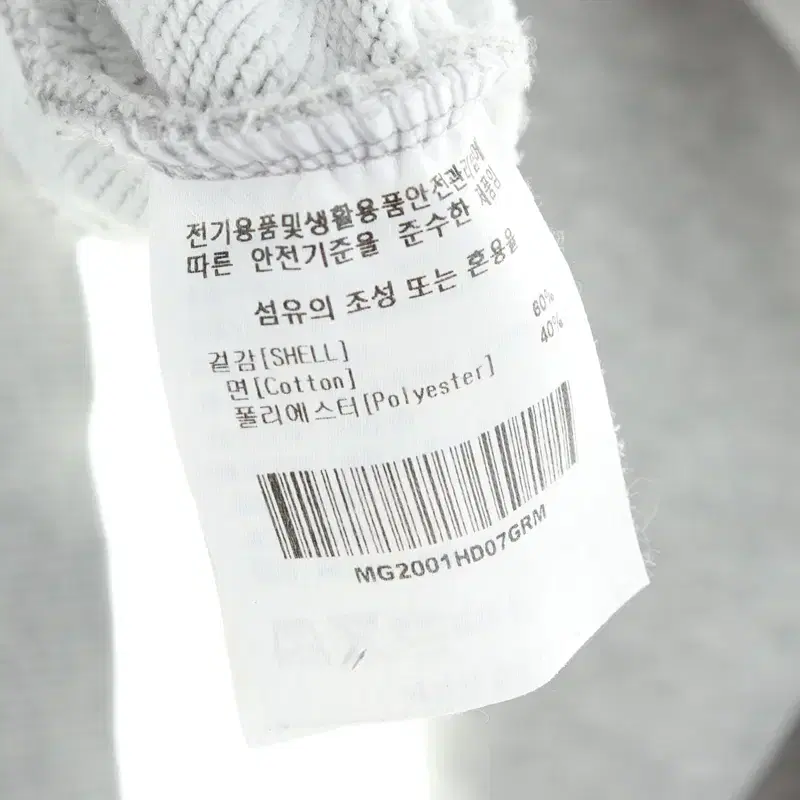 전기용품및생활용품안전관리법에
따른 안전기준을 준수한 제품임
섬유의 조성 또는 혼용율
겉감[SHELL]
면[Cotton] 60%
폴리에스터[Polyester] 40%
MG2001HD07GRM